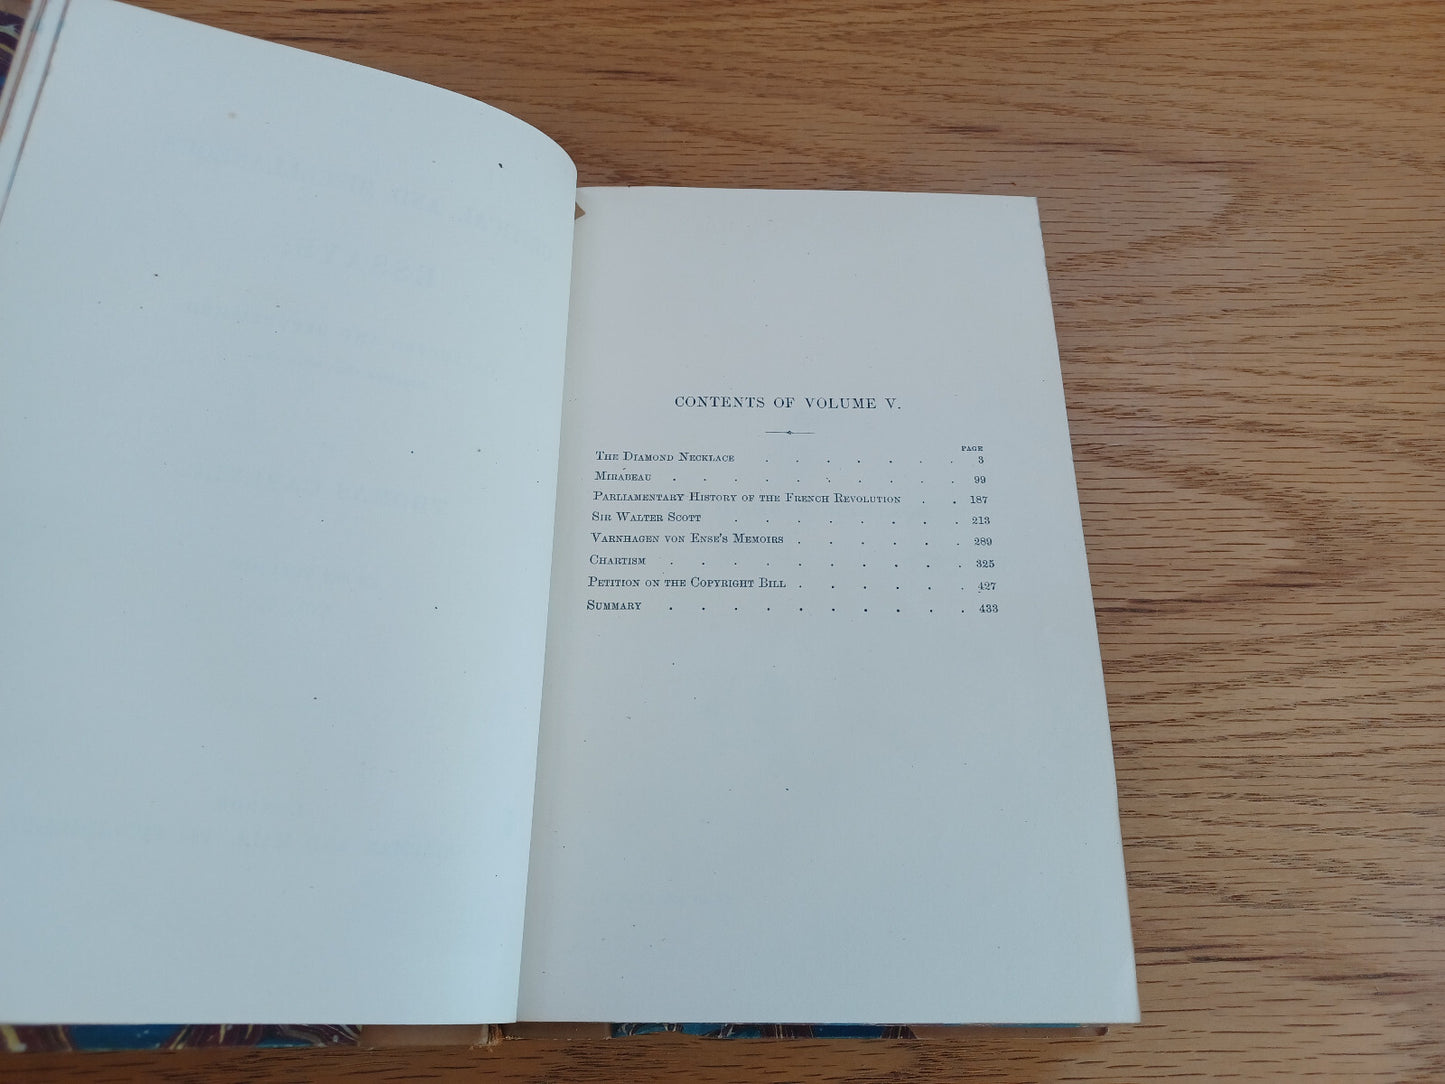 CONTENTS OF VOLUME V.
PAGE
THE DIAMOND NECKLACE . . . . . . . 3
MIRABEAU . . . . . . . . . . 99
PARLIAMENTARY HISTORY OF THE FRENCH REVOLUTION . . 187
SIR WALTER SCOTT . . . . . . . . 213
VARNHAGEN VON ENSE'S MEMOIRS . . . . . . 289
CHARTISM . . . . . . . . . . 325
PETITION ON THE COPYRIGHT BILL . . . . . . 427
SUMMARY . . . . . . . . . . 433